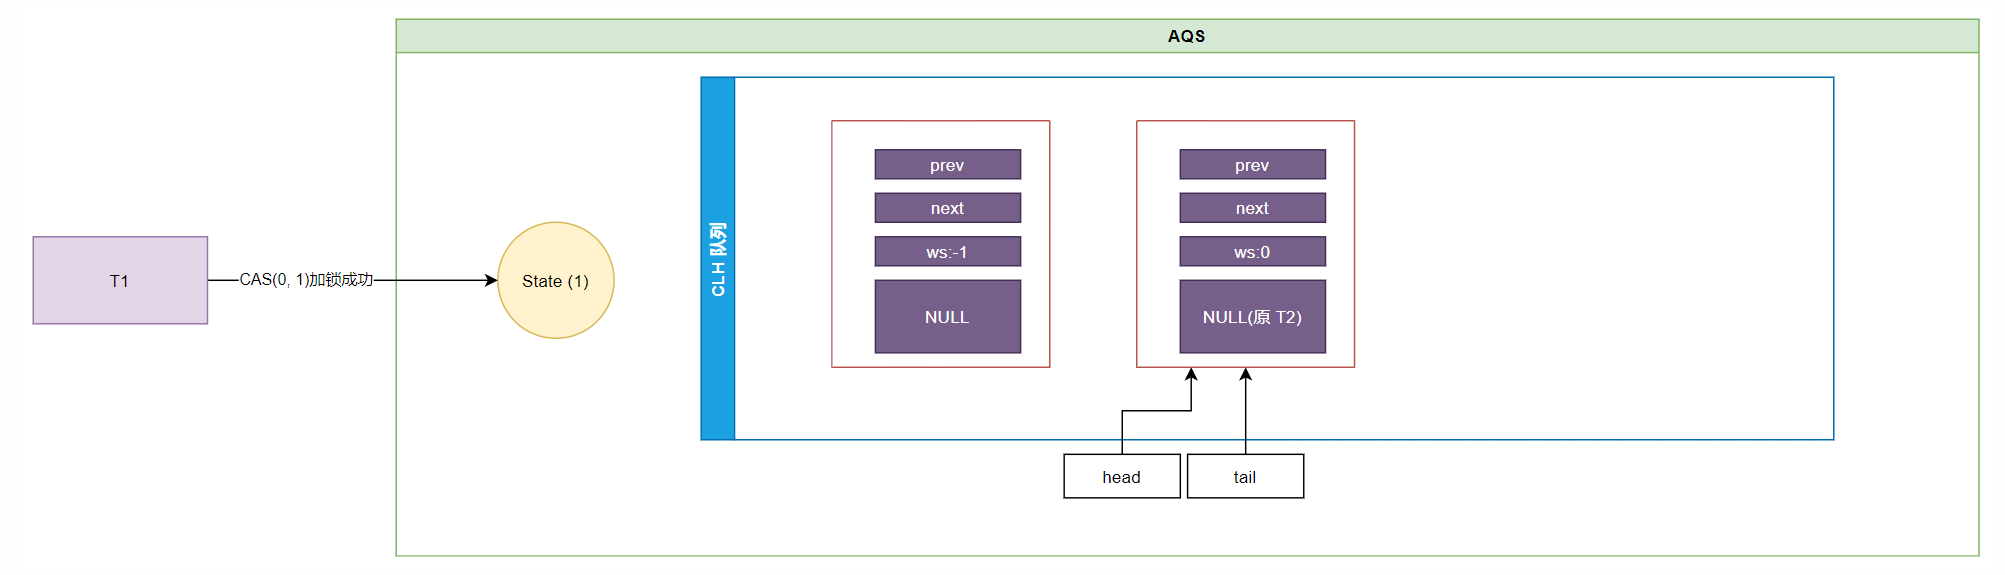 AQS
T1
CAS(0, 1)加锁成功
State (1)
CLH 队列
prev
next
ws:-1
NULL
prev
next
ws:0
NULL(原 T2)
head
tail